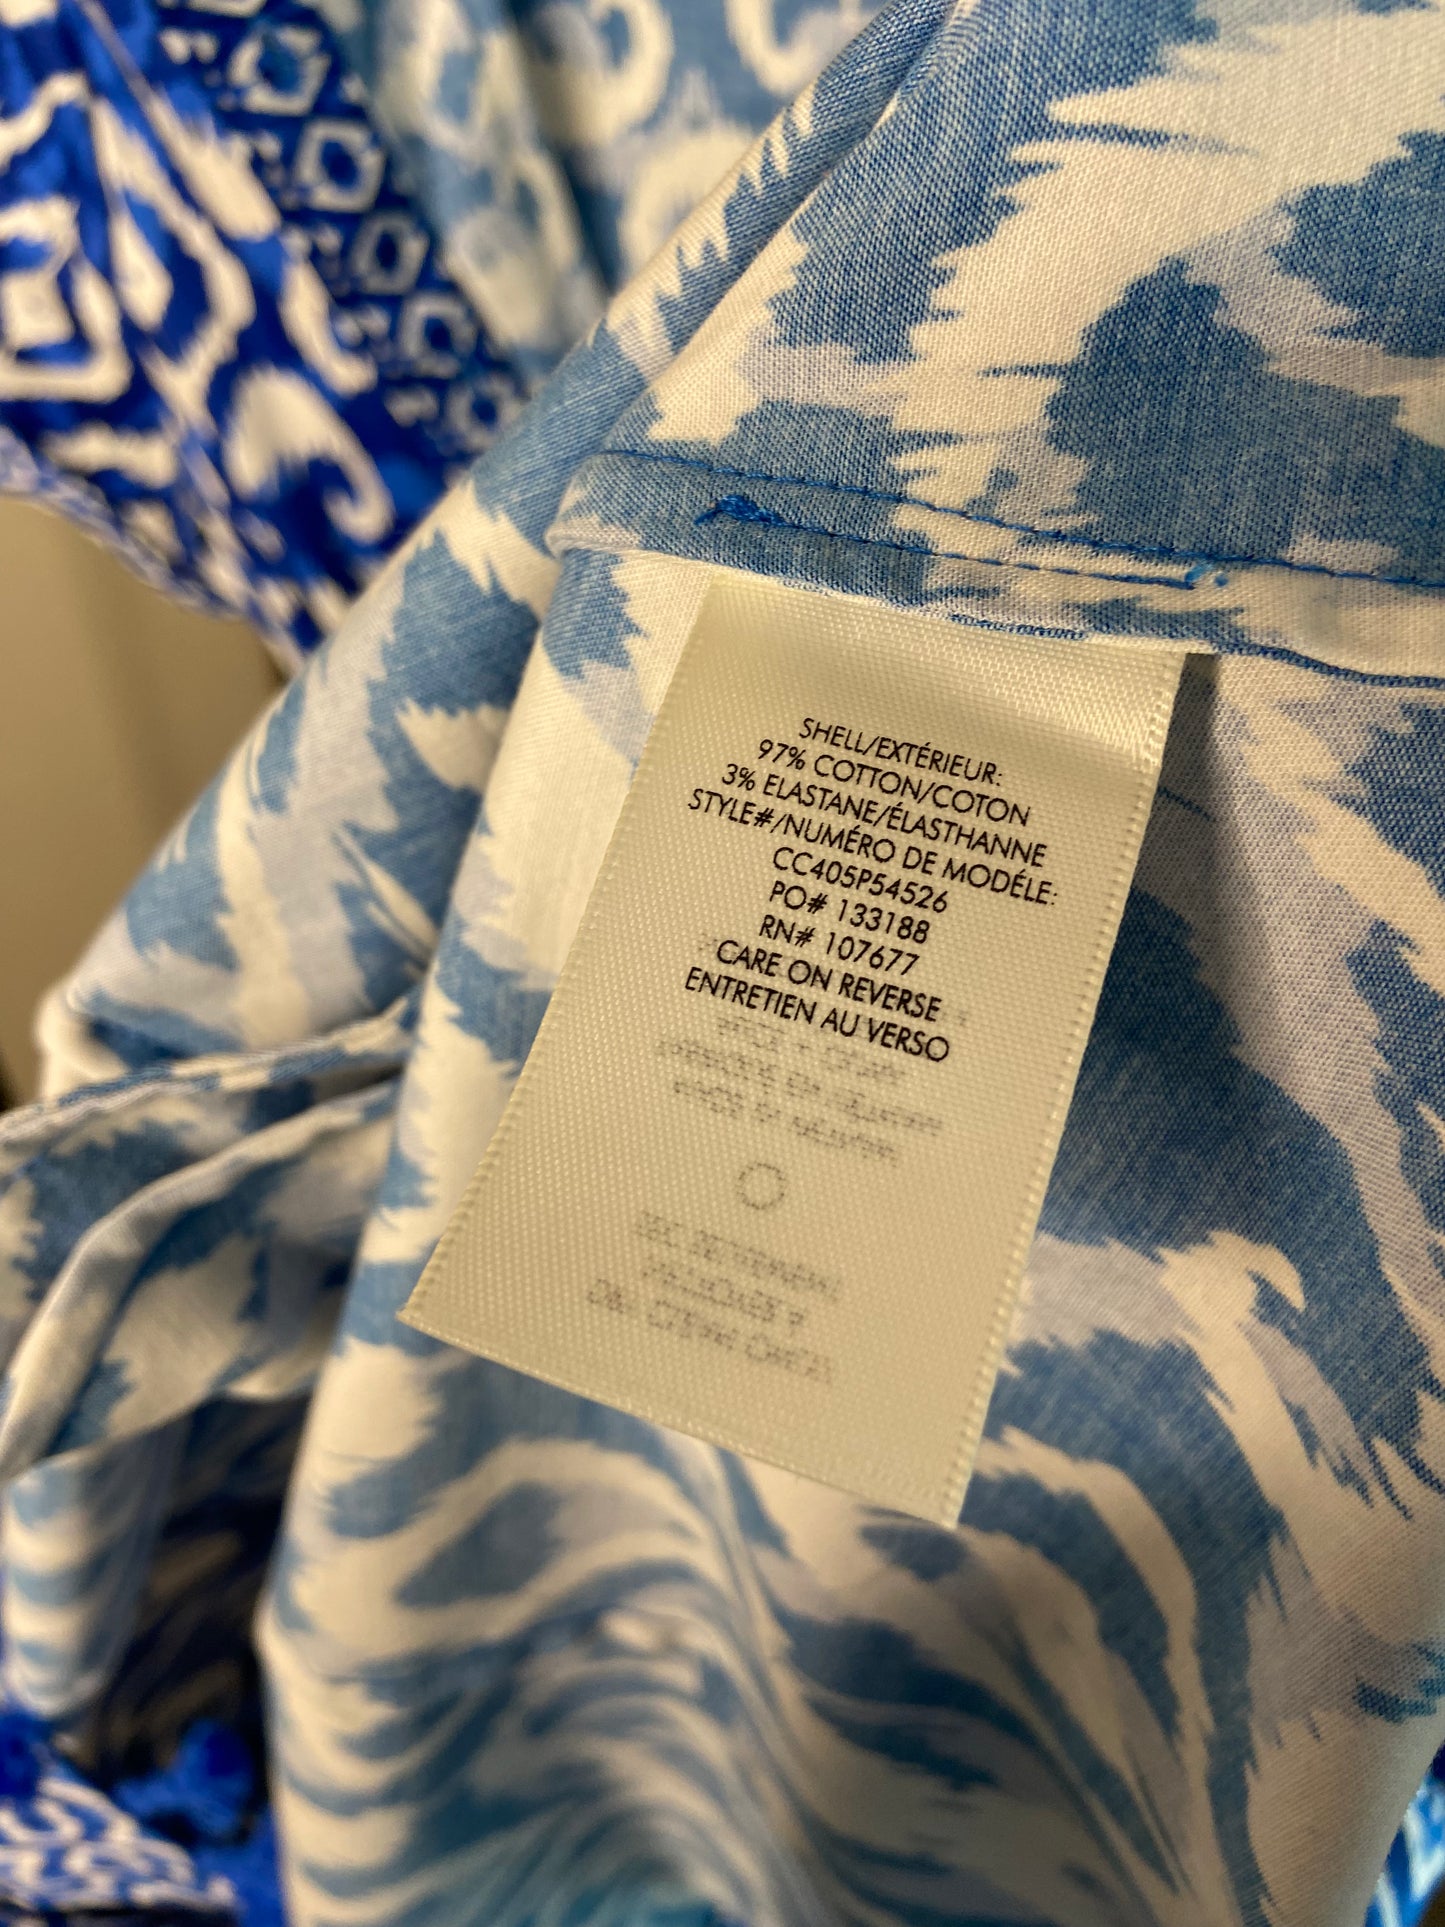 SHELL/EXTÉRIEUR:
97% COTTON/COTON
3% ELASTANE/ÉLASTHANNE
STYLE#/NUMÉRO DE MODÉLE:
CC405P54526
PO# 133188
RN# 107677
CARE ON REVERSE
ENTRETIEN AU VERSO